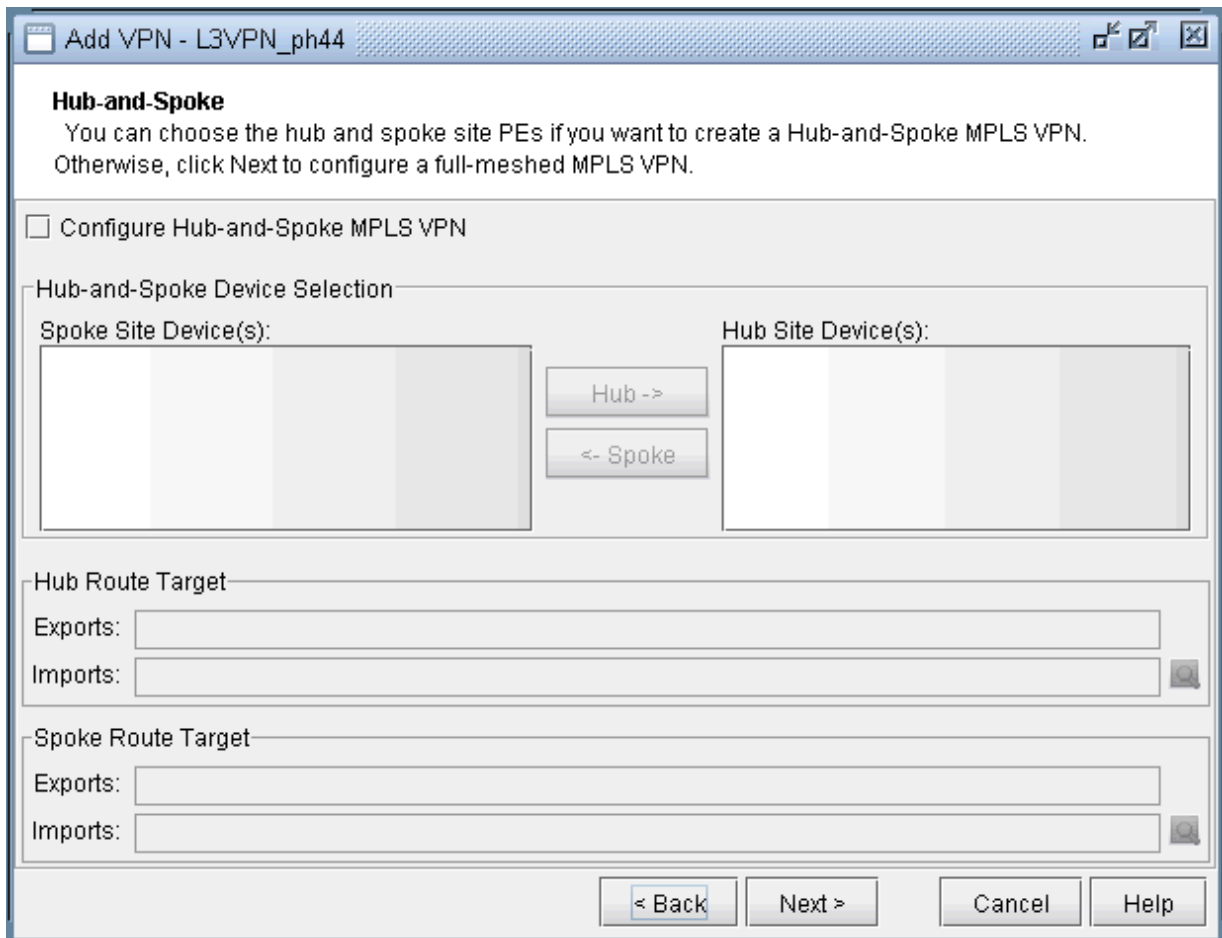 Add VPN - L3VPN_ph44
Hub-and-Spoke
You can choose the hub and spoke site PEs if you want to create a Hub-and-Spoke MPLS VPN.
Otherwise, click Next to configure a full-meshed MPLS VPN.
Configure Hub-and-Spoke MPLS VPN
Hub-and-Spoke Device Selection
Spoke Site Device(s):
Hub Site Device(s):
Hub ->
<- Spoke
Hub Route Target
Exports:
Imports:
Spoke Route Target
Exports:
Imports:
< Back
Next >
Cancel
Help